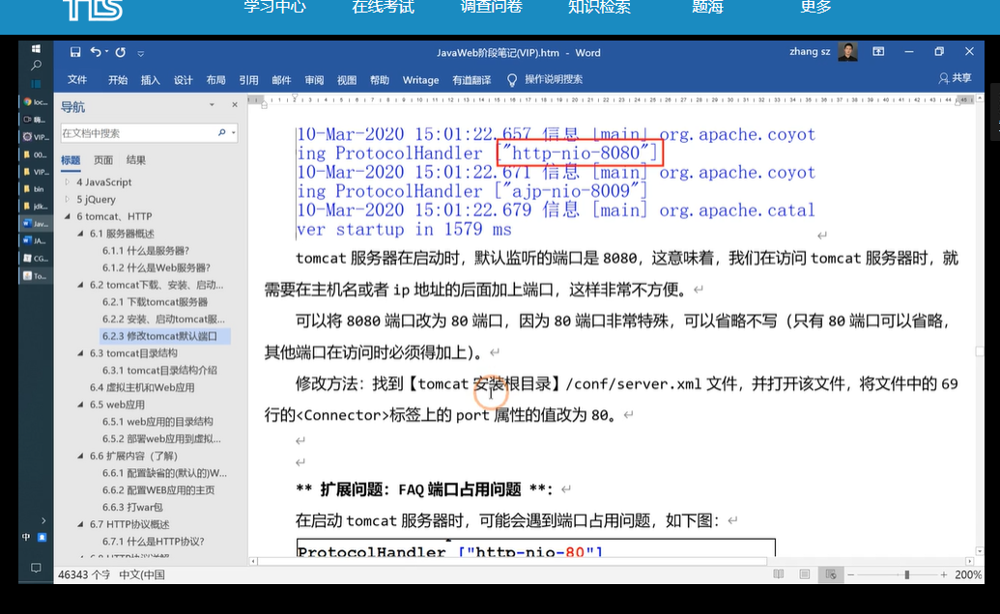 TLS
学习中心 在线考试 调查问卷 知识检索 题海 更多
JavaWeb阶段笔记(VIP).htm - Word
zhang sz
文件 开始 插入 设计 布局 引用 邮件 审阅 视图 帮助 Writage 有道翻译 操作说明搜索
共享
导航
在文档中搜索
标题 页面 结果
4 JavaScript
5 jQuery
6 tomcat、HTTP
6.1 服务器概述
6.1.1 什么是服务器?
6.1.2 什么是Web服务器?
6.2 tomcat下载、安装、启动...
6.2.1 下载tomcat服务器
6.2.2 安装、启动tomcat服...
6.2.3 修改tomcat默认端口
6.3 tomcat目录结构
6.3.1 tomcat目录结构介绍
6.4 虚拟主机和Web应用
6.5 web应用
6.5.1 web应用的目录结构
6.5.2 部署web应用到虚拟...
6.6 扩展内容（了解）
6.6.1 配置缺省的(默认的)W...
6.6.2 配置WEB应用的主页
6.6.3 打war包
6.7 HTTP协议概述
6.7.1 什么是HTTP协议?
10-Mar-2020 15:01:22.657 信息 [main] org.apache.coyot
ing ProtocolHandler ["http-nio-8080"]
10-Mar-2020 15:01:22.671 信息 [main] org.apache.coyot
ing ProtocolHandler ["ajp-nio-8009"]
10-Mar-2020 15:01:22.679 信息 [main] org.apache.catal
ver startup in 1579 ms
tomcat 服务器在启动时，默认监听的端口是 8080，这意味着，我们在访问 tomcat 服务器时，就
需要在主机名或者 ip 地址的后面加上端口，这样非常不方便。
可以将 8080 端口改为 80 端口，因为 80 端口非常特殊，可以省略不写（只有 80 端口可以省略，
其他端口在访问时必须得加上）。
修改方法：找到【tomcat 安装根目录】/conf/server.xml 文件，并打开该文件，将文件中的 69
行的<Connector>标签上的 port 属性的值改为 80。
** 扩展问题：FAQ 端口占用问题 **：
在启动 tomcat 服务器时，可能会遇到端口占用问题，如下图：
ProtocolHandler ["http-nio-80"]
46343 个字 中文(中国
200%